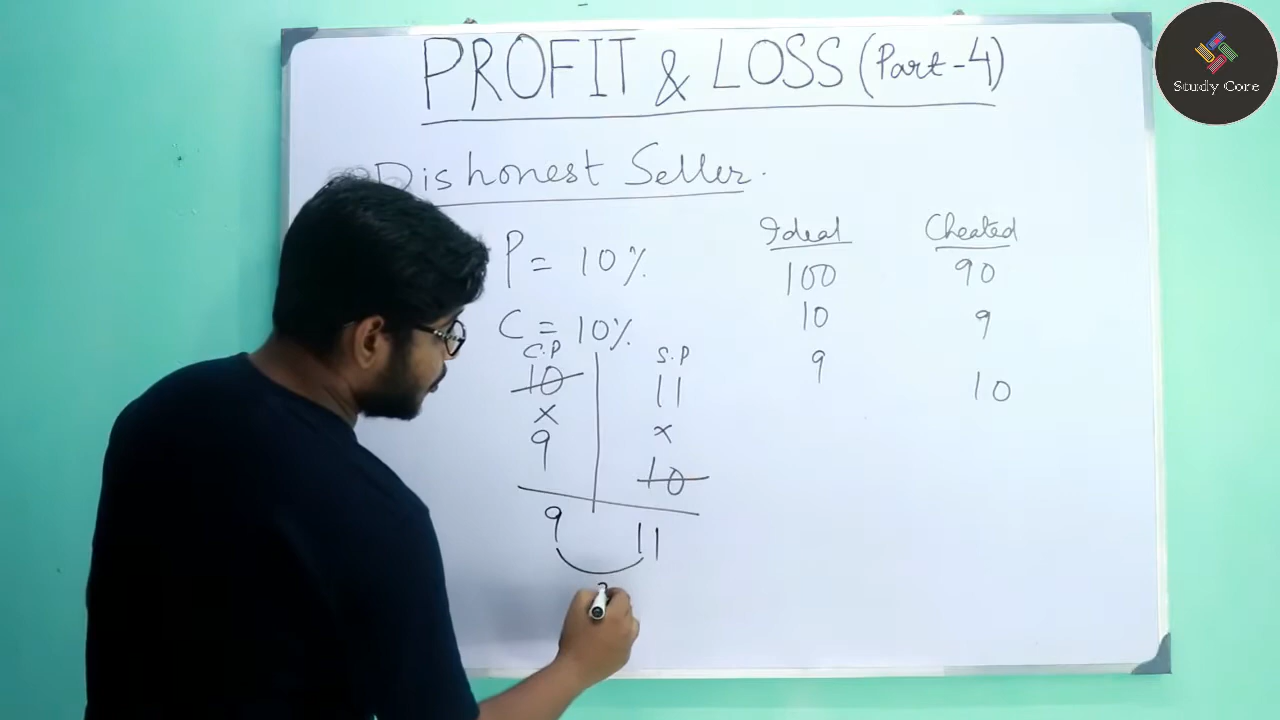 PROFIT & LOSS (Part-4)
Study Core
Dishonest Seller.
P = 10%
C = 10%
C.P S.P
10 11
× ×
9 10
9 11
Ideal Cheated
100 90
10 9
9 10